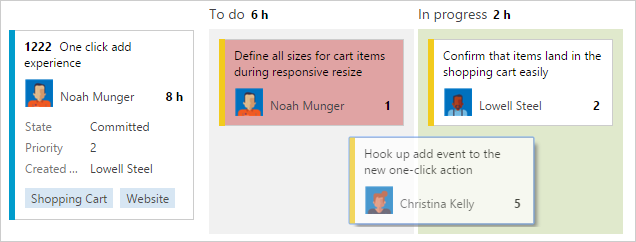 To do 6 h
In progress 2 h
1222 One click add
experience
Noah Munger 8 h
State Committed
Priority 2
Created ... Lowell Steel
Shopping Cart Website
Define all sizes for cart items
during responsive resize
Noah Munger 1
Confirm that items land in the
shopping cart easily
Lowell Steel 2
Hook up add event to the
new one-click action
Christina Kelly 5